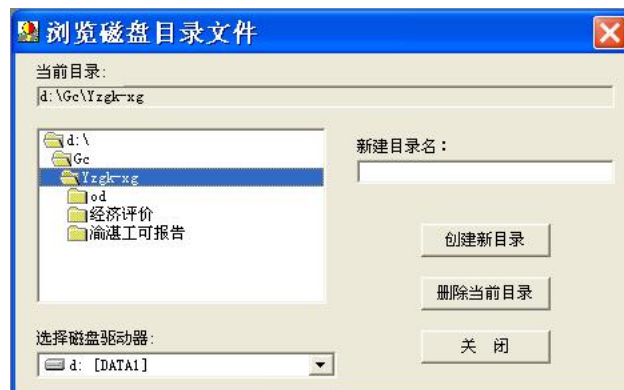 浏览磁盘目录文件
当前目录:
d:\Gc\Yzgk-xg
d:\
Gc
Yzgk-xg
od
经济评价
渝湛工可报告
新建目录名：
创建新目录
删除当前目录
选择磁盘驱动器:
d: [DATA1]
关 闭